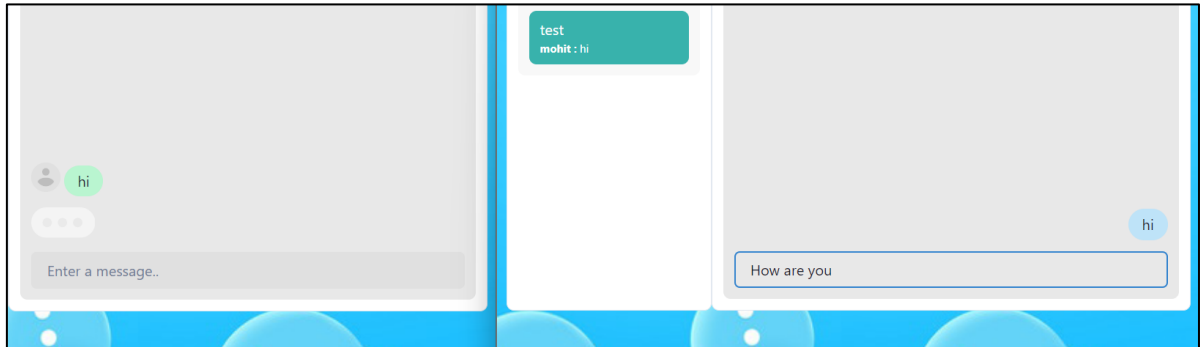 hi
Enter a message..
test
mohit : hi
hi
How are you